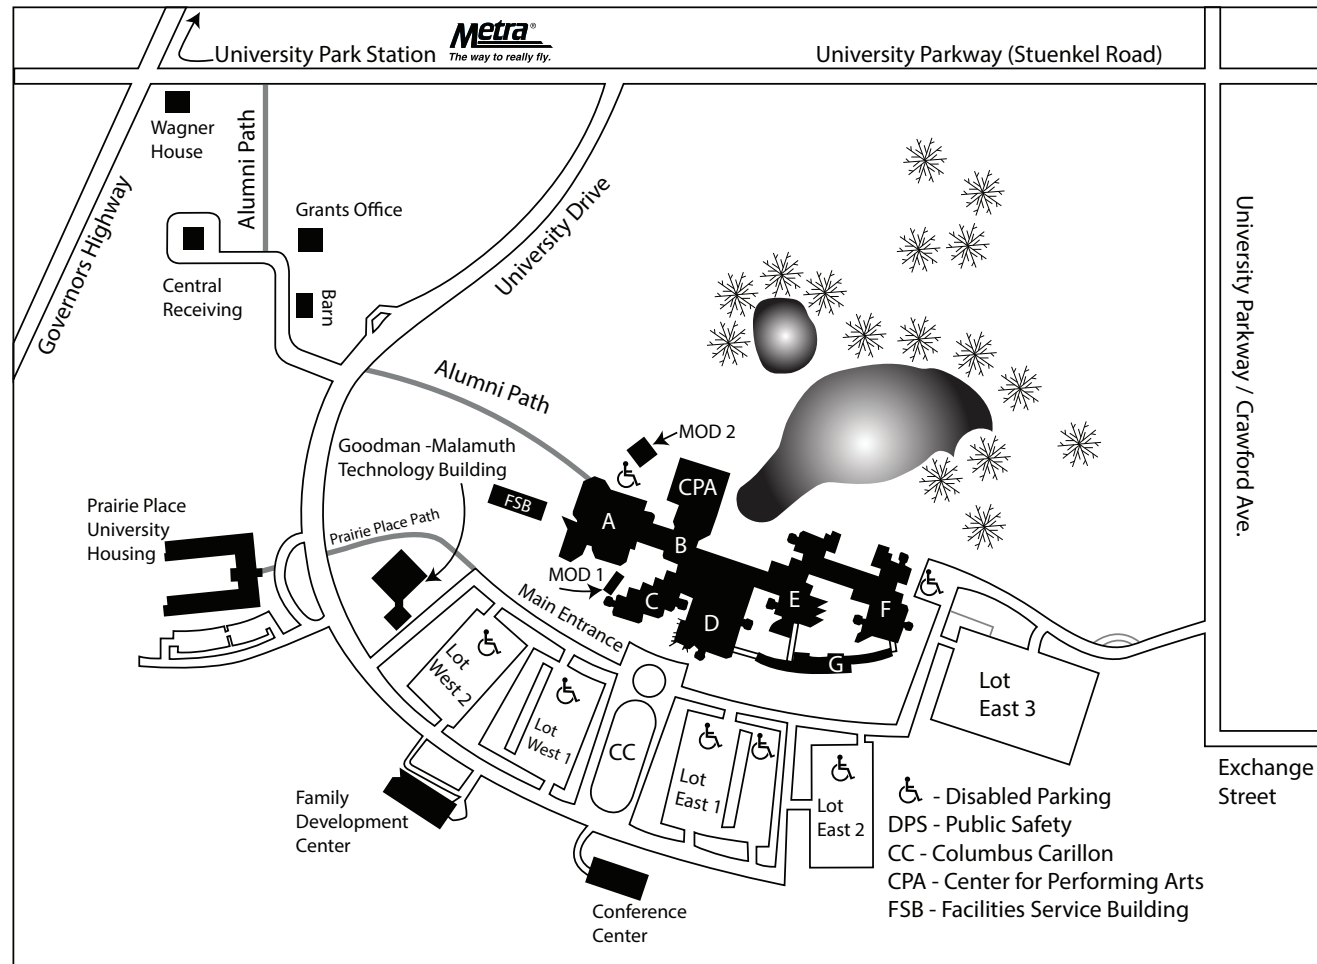 University Park Station
Metra®
The way to really fly.
University Parkway (Stuenkel Road)
Wagner
House
Alumni Path
Governors Highway
Grants Office
University Drive
Central
Receiving
Barn
University Parkway / Crawford Ave.
Alumni Path
MOD 2
Goodman -Malamuth
Technology Building
CPA
FSB
A
Prairie Place
University
Housing
Prairie Place Path
B
MOD 1
Main Entrance
C
D
E
F
G
Lot
West 2
Lot
West 1
CC
Lot
East 1
Lot
East 2
Lot
East 3
Exchange
Street
Family
Development
Center
Conference
Center
- Disabled Parking
DPS - Public Safety
CC - Columbus Carillon
CPA - Center for Performing Arts
FSB - Facilities Service Building